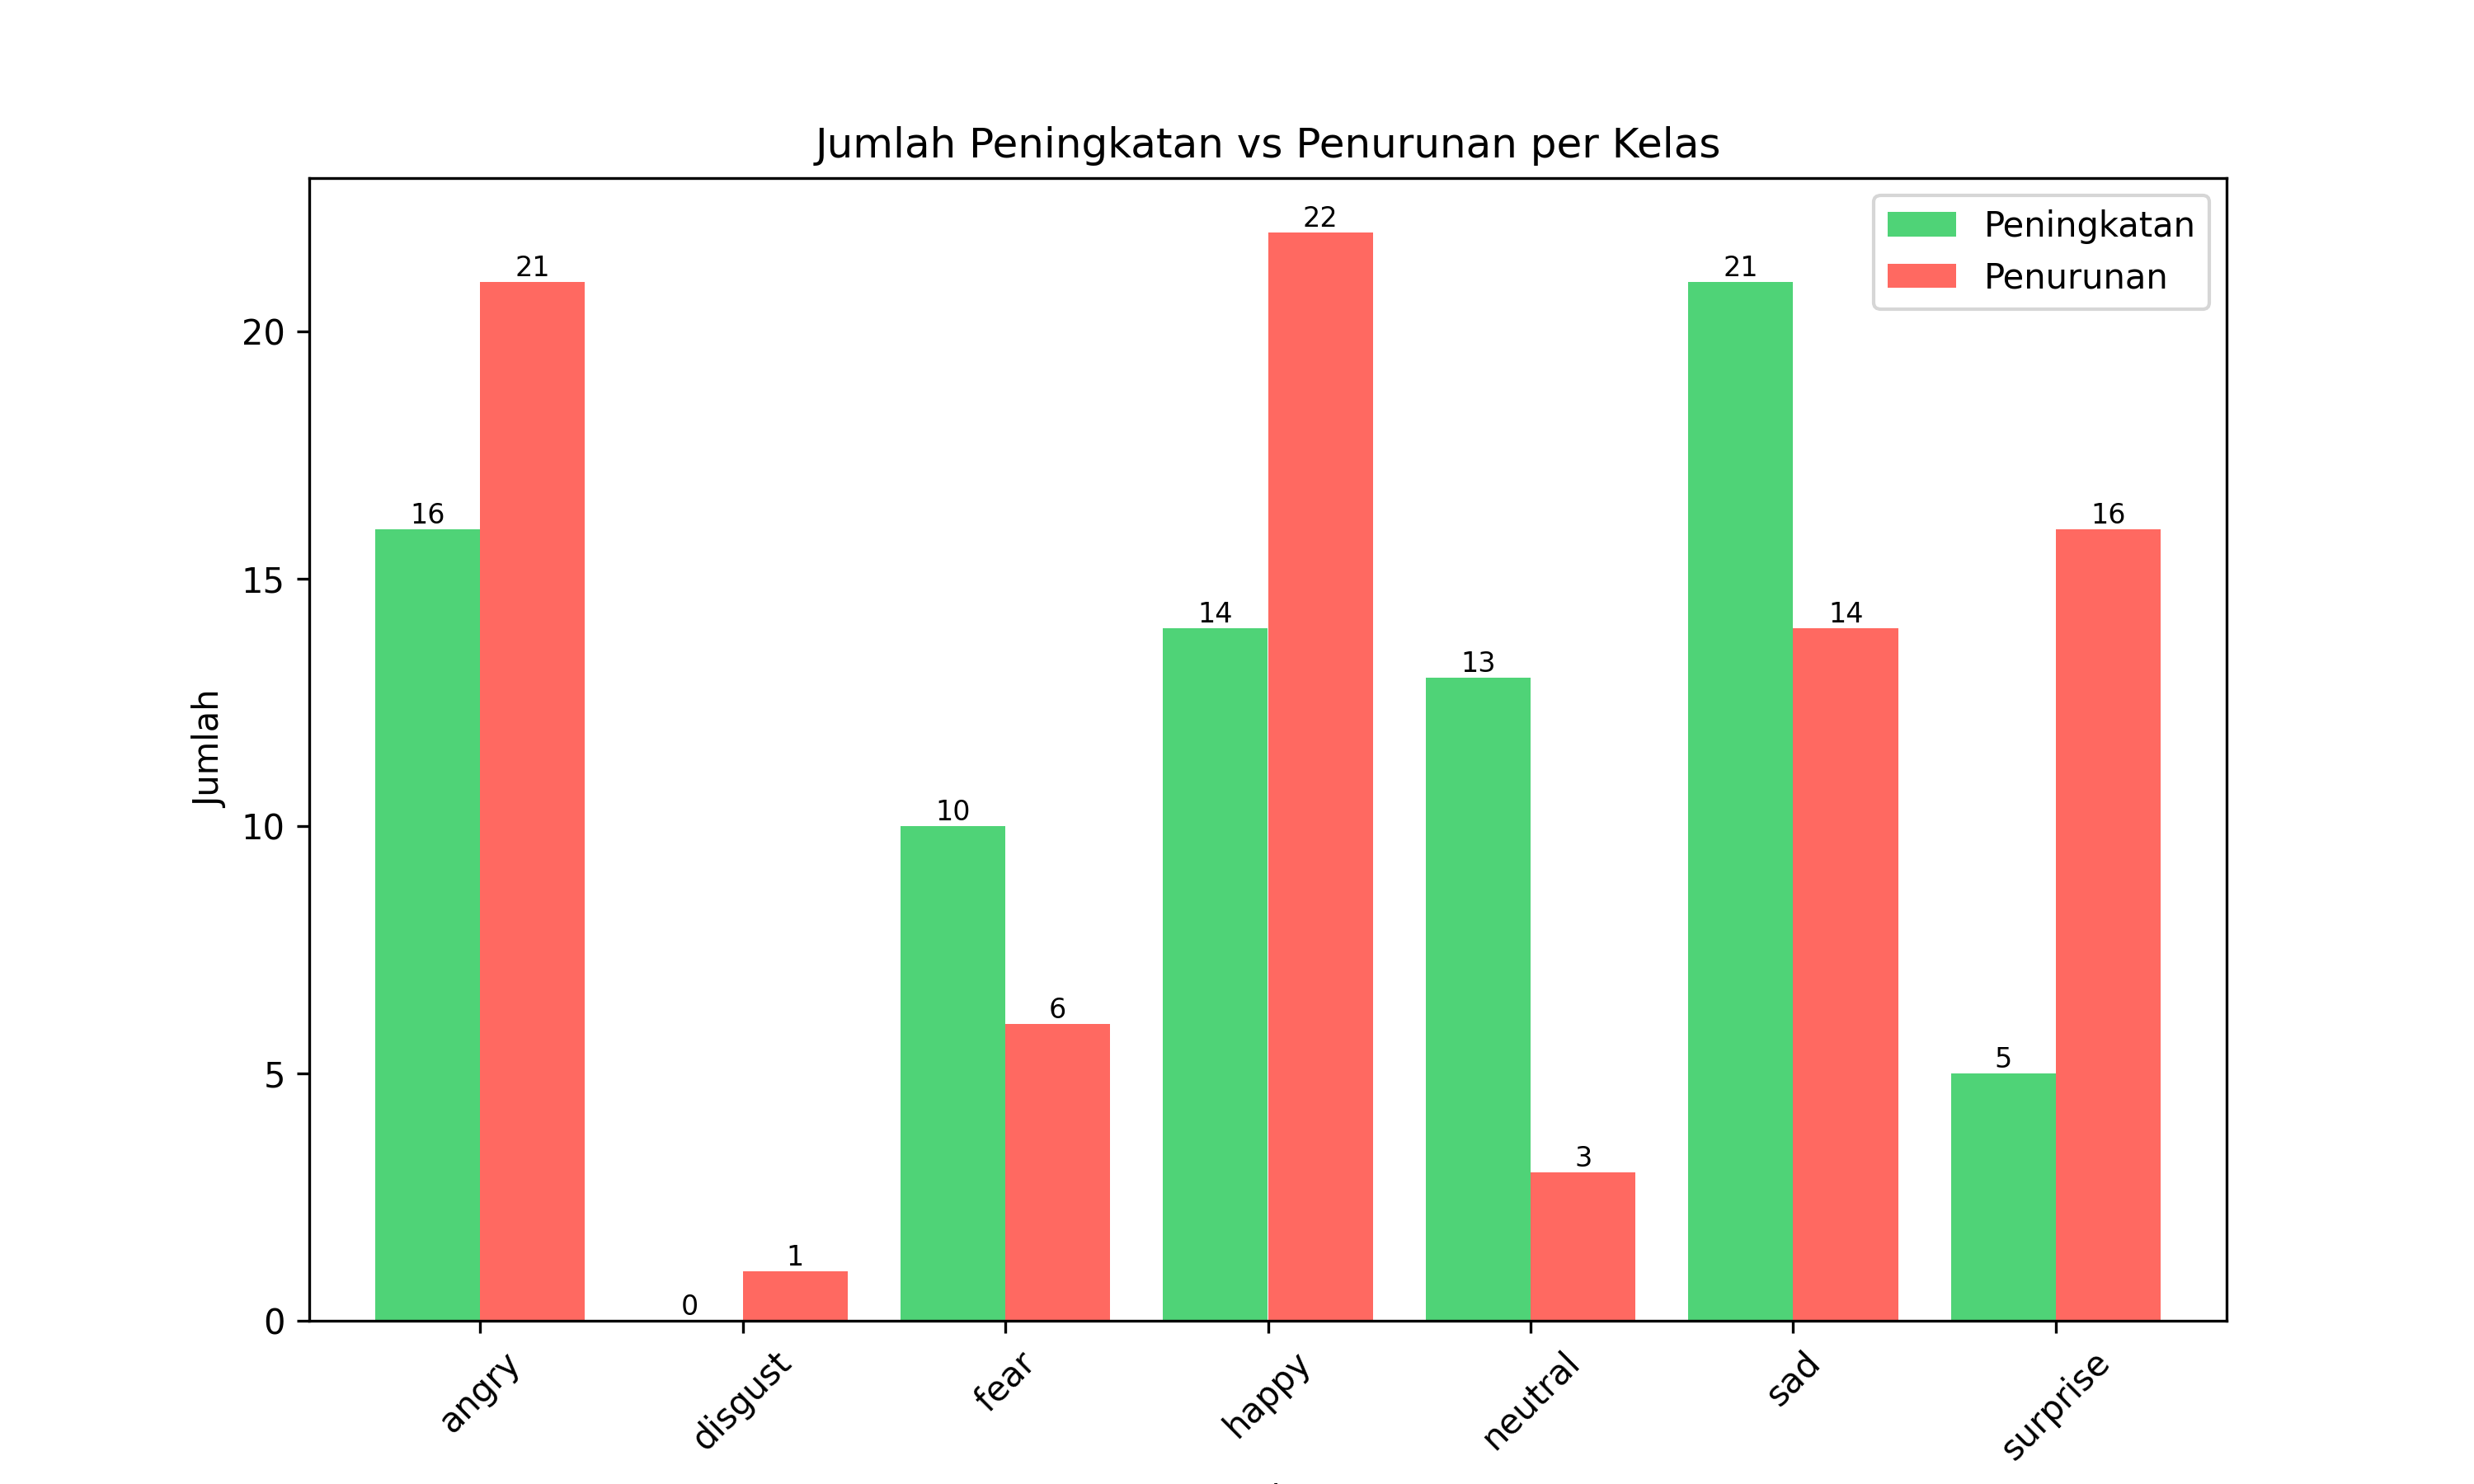 Jumlah Peningkatan vs Penurunan per Kelas
Peningkatan
Penurunan
Jumlah
20
15
10
5
0
16
21
0
1
10
6
14
22
13
3
21
14
5
16
angry
disgust
fear
happy
neutral
sad
surprise